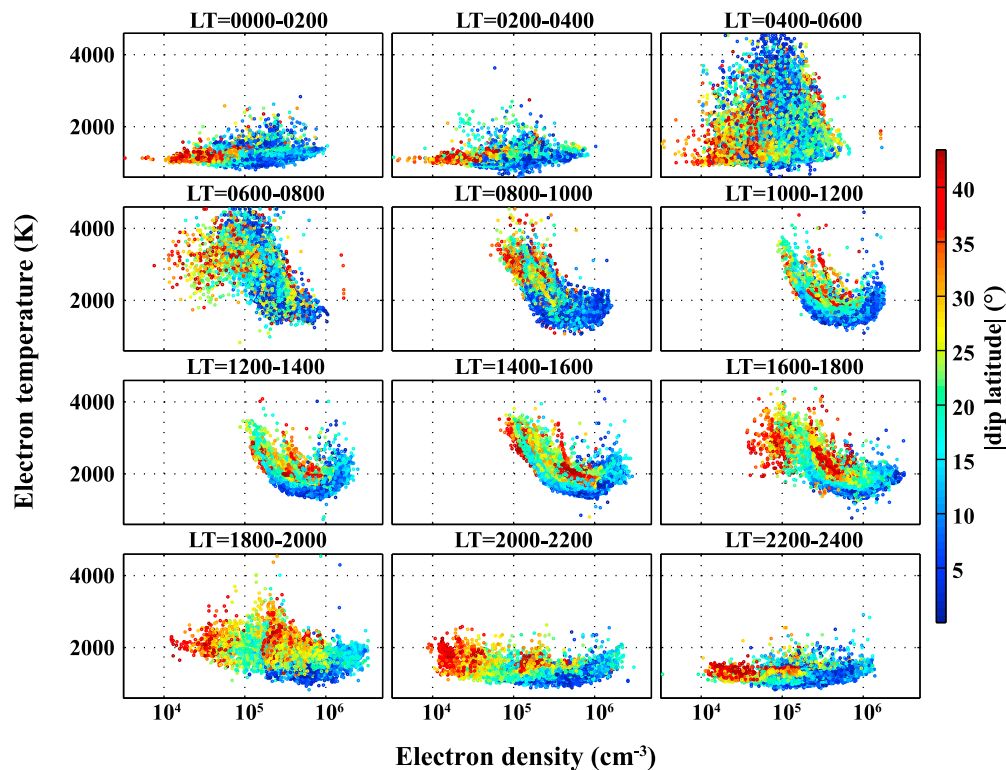 LT=0000-0200 LT=0200-0400 LT=0400-0600
4000
2000
LT=0600-0800 LT=0800-1000 LT=1000-1200
4000
2000
LT=1200-1400 LT=1400-1600 LT=1600-1800
4000
2000
LT=1800-2000 LT=2000-2200 LT=2200-2400
4000
2000
10⁴ 10⁵ 10⁶ 10⁴ 10⁵ 10⁶ 10⁴ 10⁵ 10⁶
Electron density (cm⁻³)
Electron temperature (K)
40
35
30
25
20
15
10
5
|dip latitude| (°)